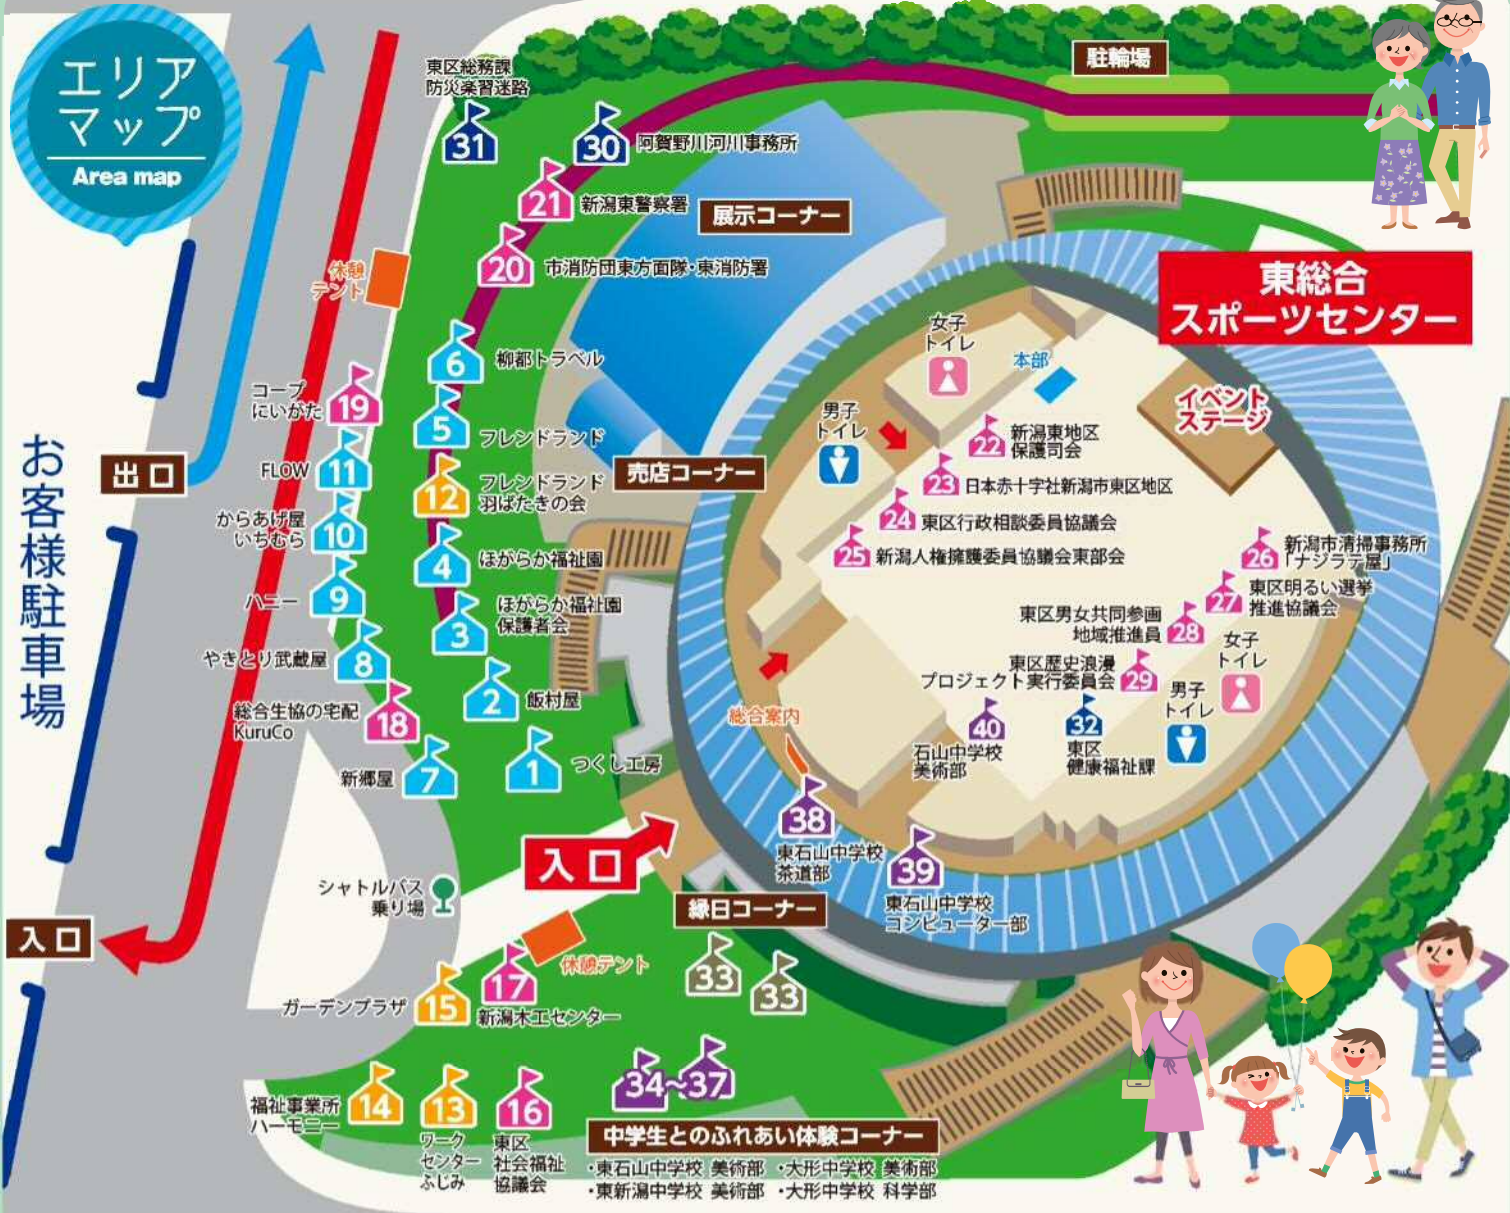 エリア
マップ
Area map
東区総務課
防災楽習迷路
31
30
阿賀野川河川事務所
駐輪場
21
新潟東警察署
展示コーナー
20
市消防団東方面隊・東消防署
休憩
テント
東総合
スポーツセンター
6
柳都トラベル
女子
トイレ
本部
イベント
ステージ
コープ
にいがた
19
5
フレンドランド
男子
トイレ
22
新潟東地区
保護司会
FLOW
11
12
フレンドランド
羽ばたきの会
売店コーナー
23
日本赤十字社新潟市東区地区
出口
お客様駐車場
からあげ屋
いちむら
10
24
東区行政相談委員協議会
4
ほがらか福祉園
25
新潟人権擁護委員協議会東部会
26
新潟市清掃事務所
「ナジラテ屋」
ハニー
9
3
ほがらか福祉園
保護者会
27
東区明るい選挙
推進協議会
東区男女共同参画
地域推進員
28
やきとり武蔵屋
8
女子
トイレ
東区歴史浪漫
プロジェクト実行委員会
29
2
飯村屋
男子
トイレ
総合生協の宅配
KuruCo
18
総合案内
40
石山中学校
美術部
32
東区
健康福祉課
新郷屋
7
1
つくし工房
38
東石山中学校
茶道部
入口
39
東石山中学校
コンピューター部
シャトルバス
乗り場
縁日コーナー
入口
休憩テント
33
33
17
新潟木工センター
ガーデンプラザ
15
34~37
福祉事業所
ハーモニー
14
13
ワーク
センター
ふじみ
16
東区
社会福祉
協議会
中学生とのふれあい体験コーナー
・東石山中学校 美術部 ・大形中学校 美術部
・東新潟中学校 美術部 ・大形中学校 科学部